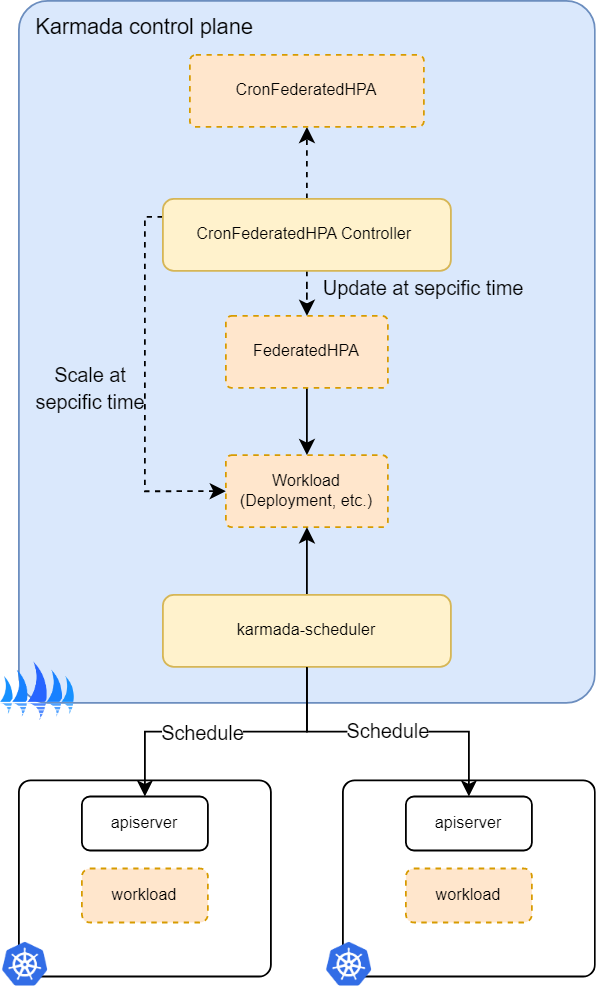 Karmada control plane
CronFederatedHPA
CronFederatedHPA Controller
Update at sepcific time
FederatedHPA
Scale at
sepcific time
Workload
(Deployment, etc.)
karmada-scheduler
Schedule
Schedule
apiserver
apiserver
workload
workload